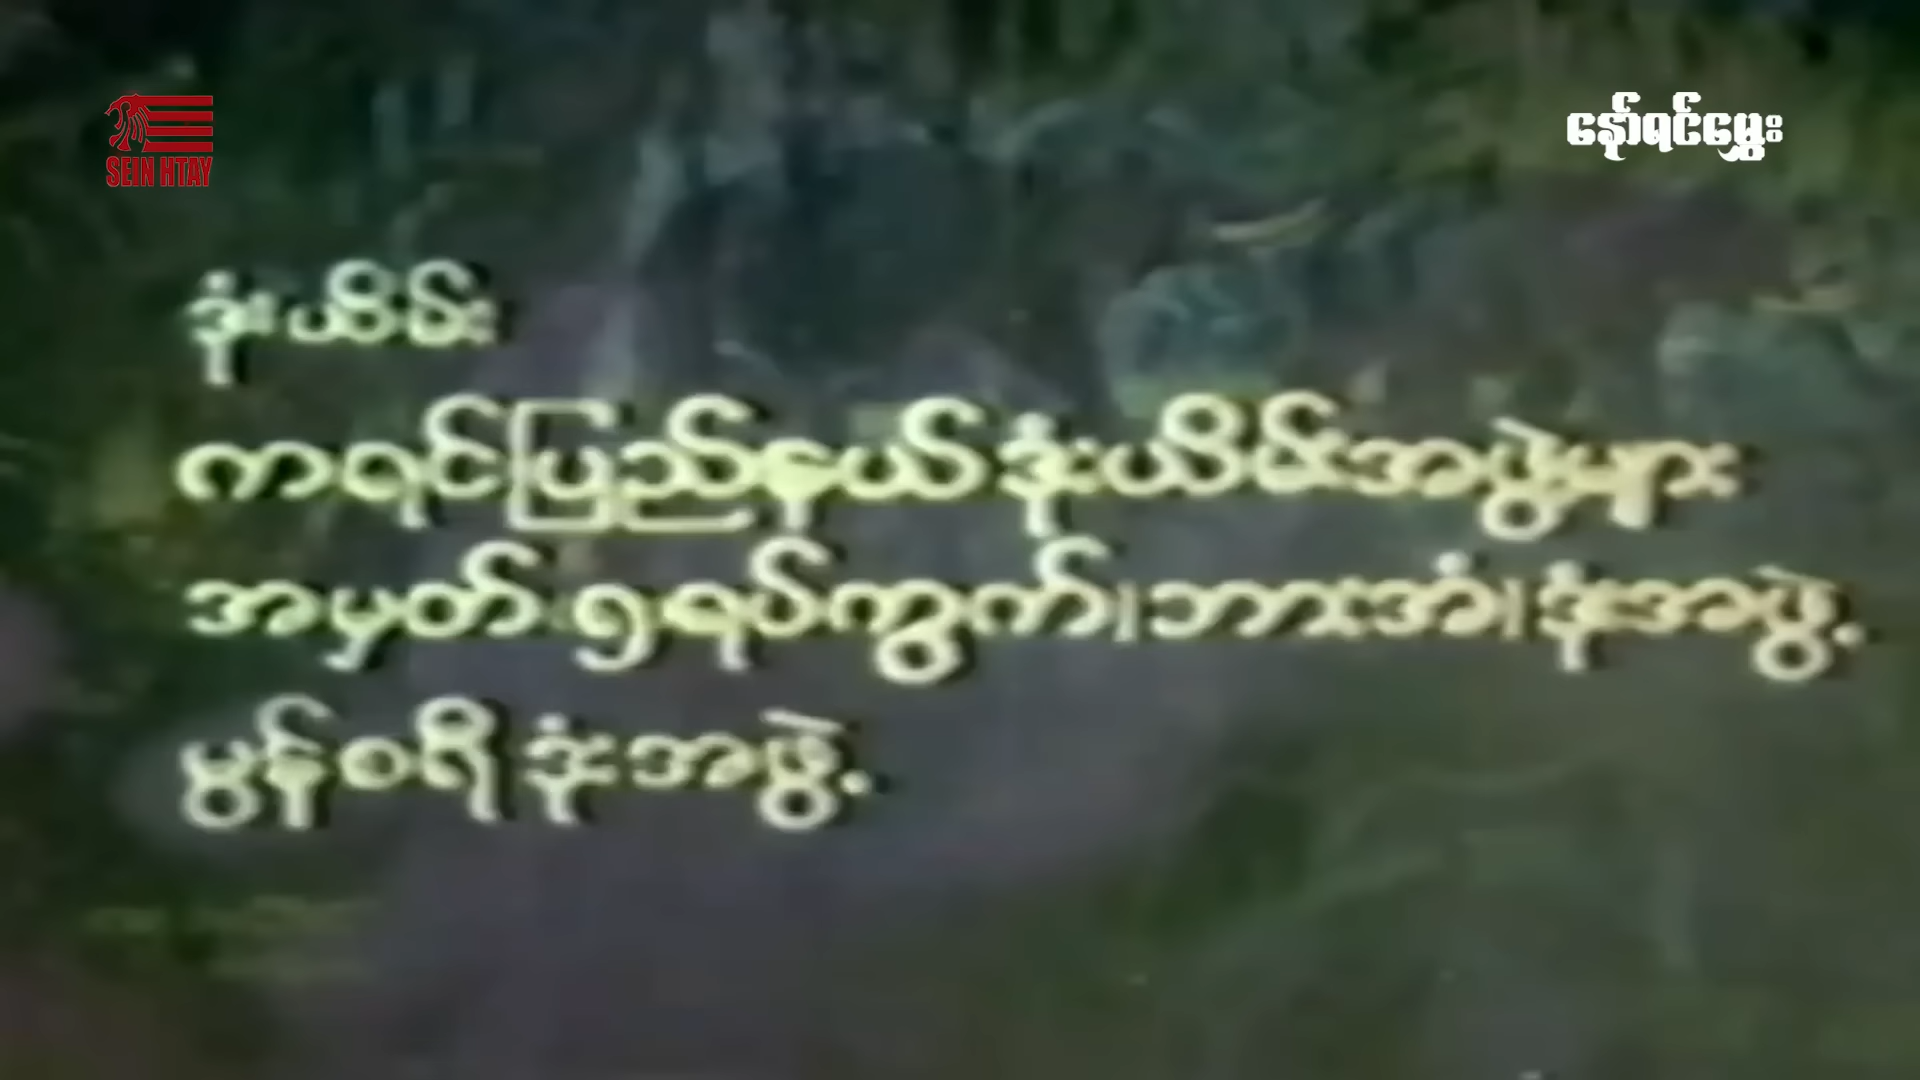 SEIN HTAY
နော်ရင်မွှေး
ဒုံးယိမ်း
ကရင်ပြည်နယ်ဒုံးယိမ်းအဖွဲ့များ
အမှတ် ၅ ရပ်ကွက်၊ ဘားအံ၊ ဒုံးအဖွဲ့.
မွန်စရီ ဒုံးအဖွဲ့.